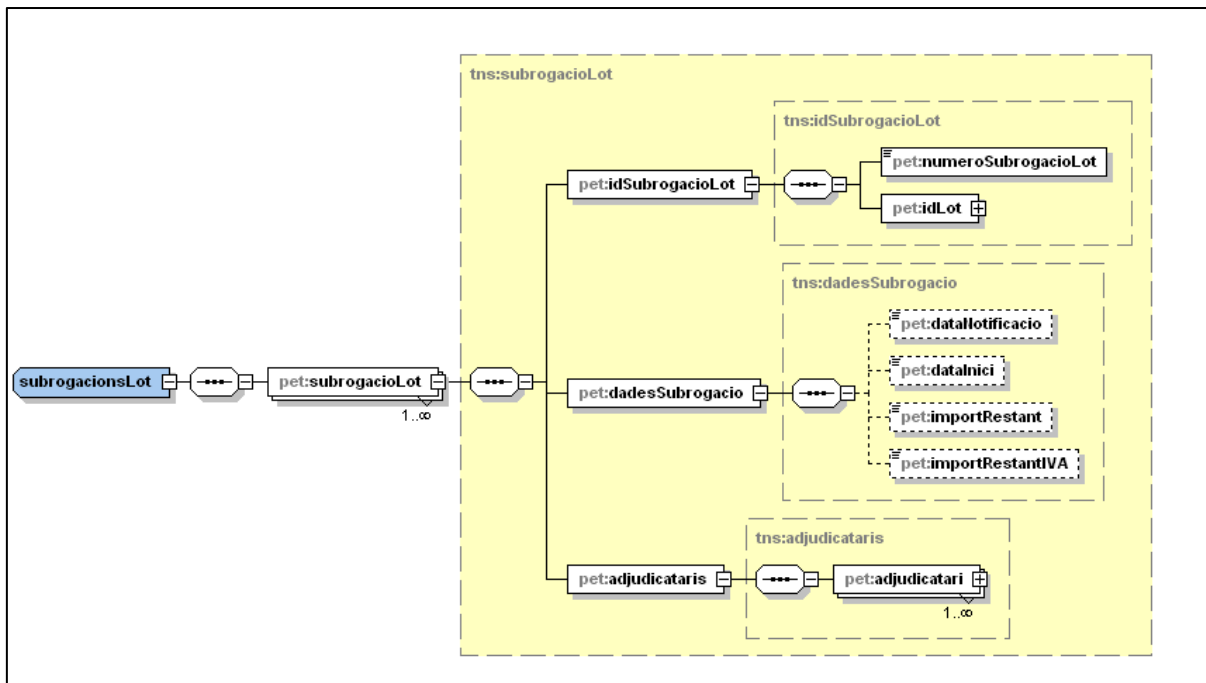 tns:subrogacioLot
tns:idSubrogacioLot
pet:numeroSubrogacioLot
pet:idSubrogacioLot
pet:idLot
tns:dadesSubrogacio
pet:dataNotificacio
pet:dataInici
subrogacionsLot
pet:subrogacioLot
1..∞
pet:dadesSubrogacio
pet:importRestant
pet:importRestantIVA
tns:adjudicataris
pet:adjudicataris
pet:adjudicatari
1..∞